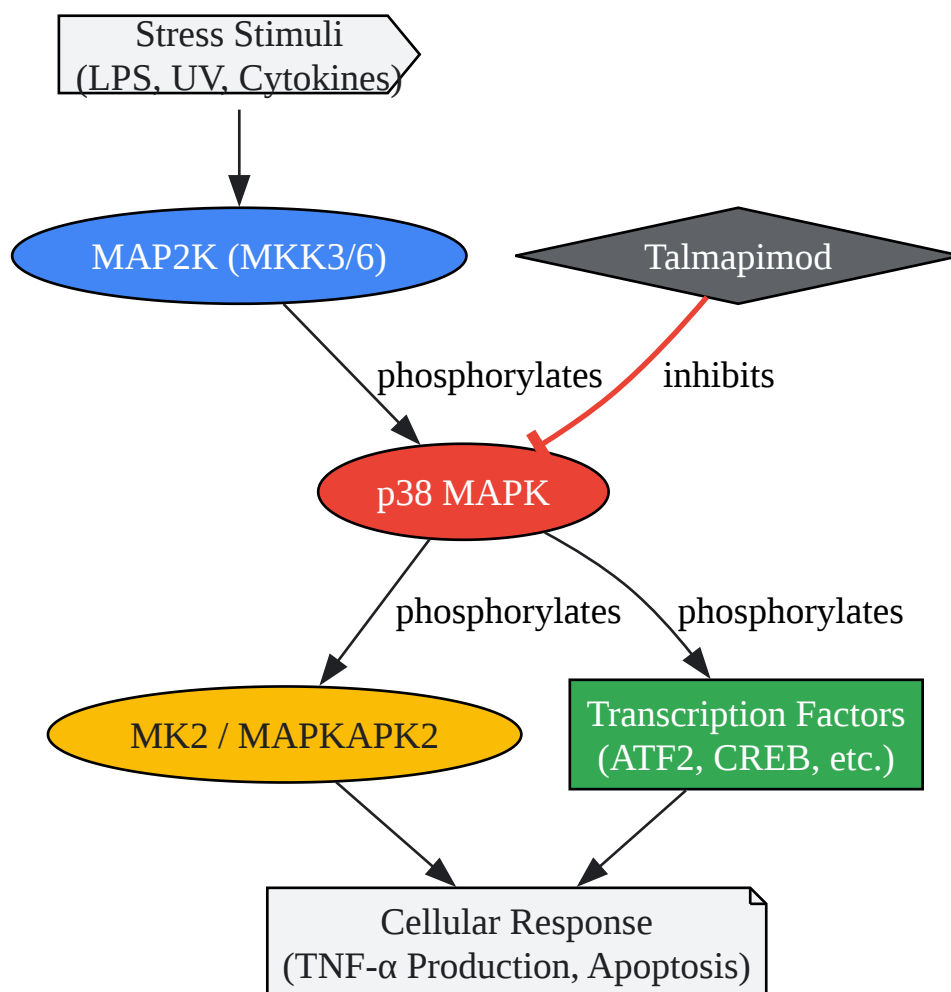 Stress Stimuli
(LPS, UV, Cytokines)
MAP2K (MKK3/6)
Talmapimod
phosphorylates
inhibits
p38 MAPK
phosphorylates
phosphorylates
MK2 / MAPKAPK2
Transcription Factors
(ATF2, CREB, etc.)
Cellular Response
(TNF-α Production, Apoptosis)